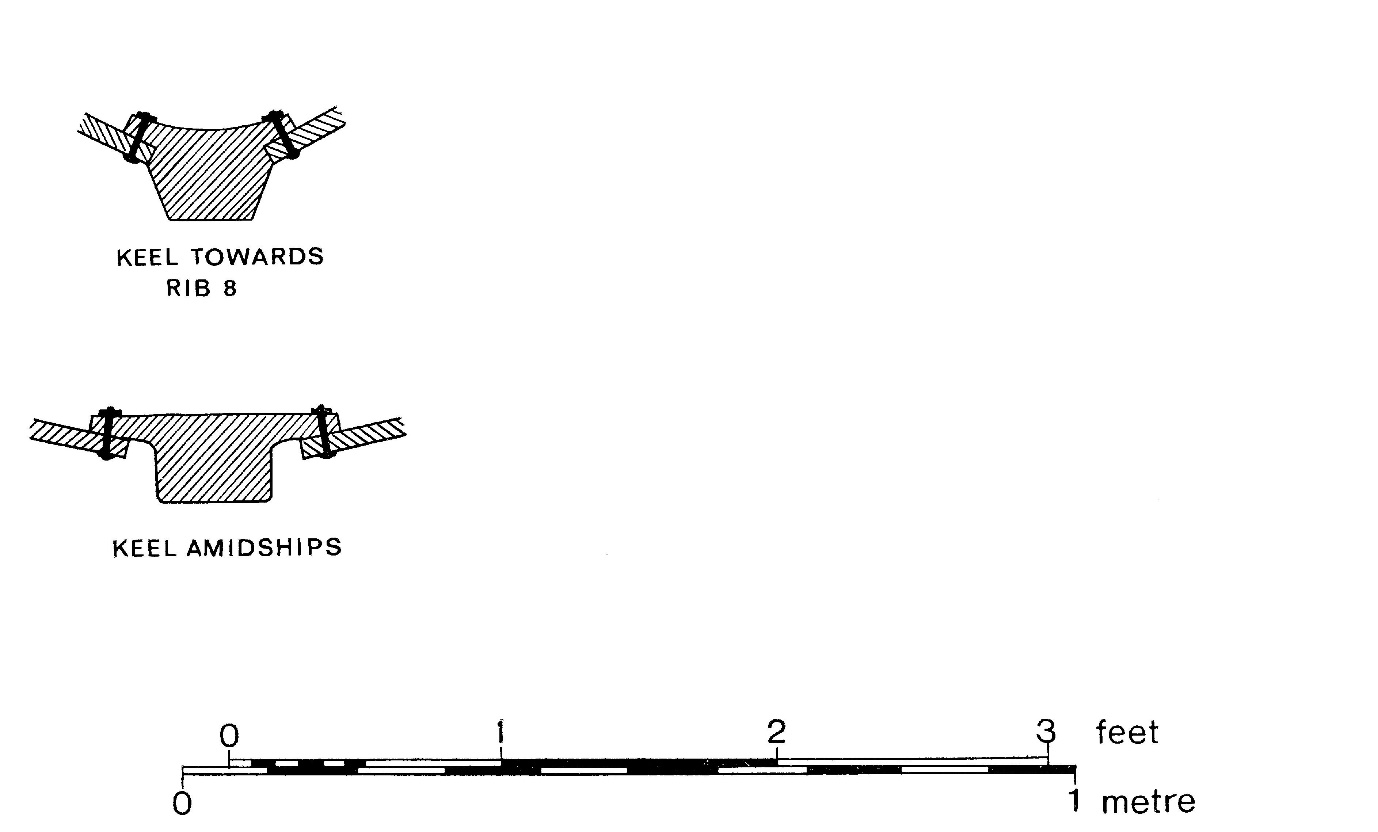 KEEL TOWARDS
RIB 8
KEEL AMIDSHIPS
0 1 2 3 feet
0 1 metre